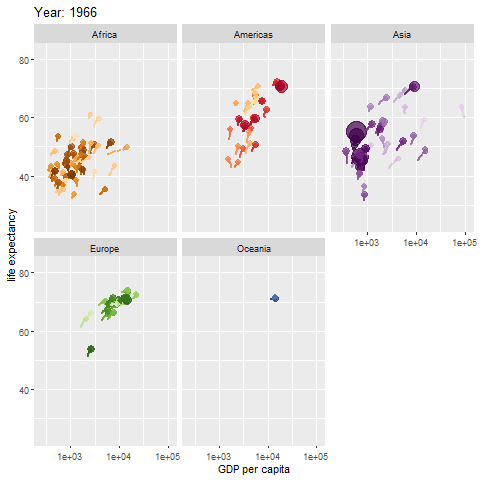 Year: 1966
Africa Americas Asia
80
60
40
1e+03 1e+04 1e+05
life expectancy
Europe Oceania
80
60
40
1e+03 1e+04 1e+05 1e+03 1e+04 1e+05
GDP per capita